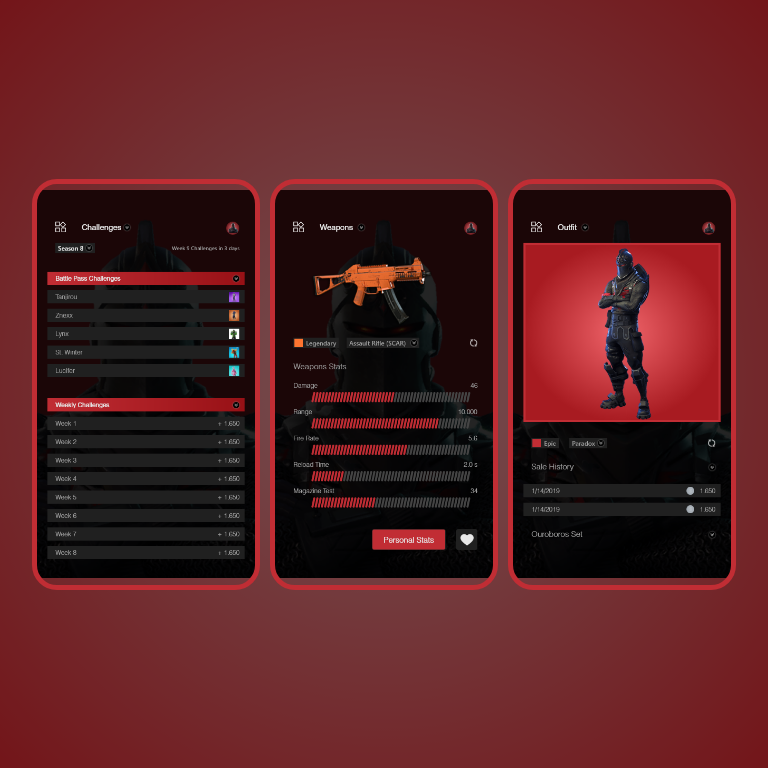 Challenges
Season 8
Week 5 Challenges in 3 days
Battle Pass Challenges
Tanjirou
Znexx
Lynx
St. Winter
Lucifer
Weekly Challenges
Week 1 + 1.650
Week 2 + 1.650
Week 3 + 1.650
Week 4 + 1.650
Week 5 + 1.650
Week 6 + 1.650
Week 7 + 1.650
Week 8 + 1.650
Weapons
Legendary
Assault Rifle (SCAR)
Weapons Stats
Damage 46
Range 10.000
Fire Rate 5.6
Reload Time 2.0 s
Magazine Test 34
Personal Stats
Outfit
Epic
Paradox
Sale History
1/14/2019 1.650
1/14/2019 1.650
Ouroboros Set